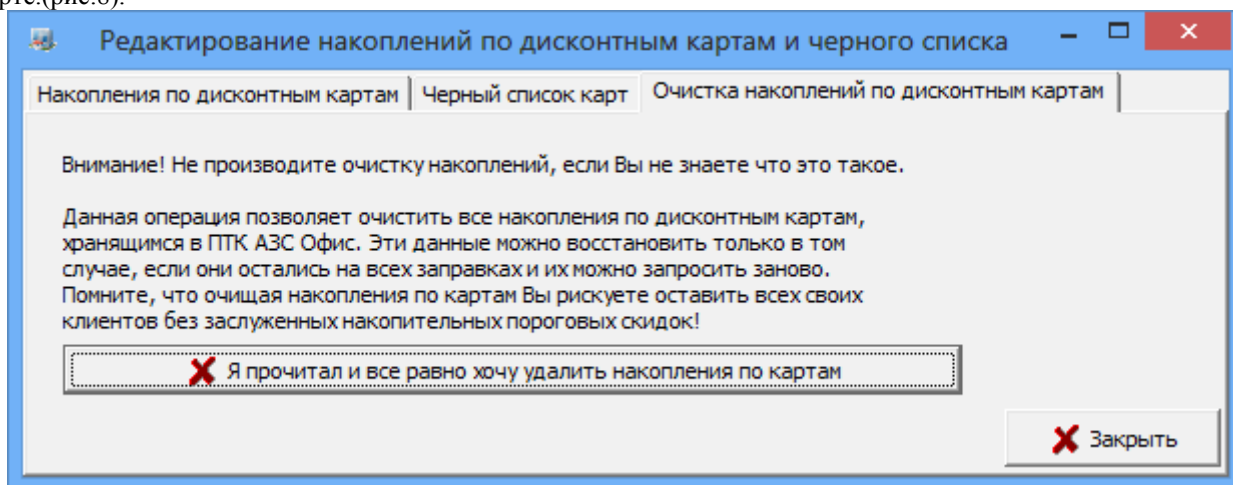 (рис.8).
Редактирование накоплений по дисконтным картам и черного списка
Накопления по дисконтным картам Черный список карт Очистка накоплений по дисконтным картам
Внимание! Не производите очистку накоплений, если Вы не знаете что это такое.
Данная операция позволяет очистить все накопления по дисконтным картам,
хранящимся в ПТК АЗС Офис. Эти данные можно восстановить только в том
случае, если они остались на всех заправках и их можно запросить заново.
Помните, что очищая накопления по картам Вы рискуете оставить всех своих
клиентов без заслуженных накопительных пороговых скидок!
Я прочитал и все равно хочу удалить накопления по картам
Закрыть